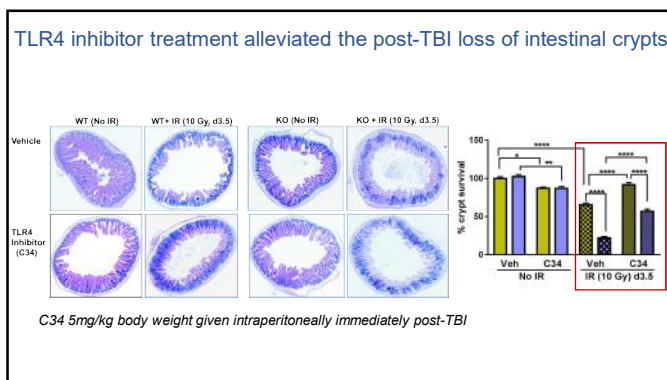 TLR4 inhibitor treatment alleviated the post-TBI loss of intestinal crypts
WT (No IR) WT+ IR (10 Gy, d3.5) KO (No IR) KO + IR (10 Gy, d3.5)
Vehicle
TLR4
Inhibitor
(C34)
% crypt survival
150
100
50
0
****
* **
****
**** ****
****
Veh C34 Veh C34
No IR IR (10 Gy) d3.5
C34 5mg/kg body weight given intraperitoneally immediately post-TBI